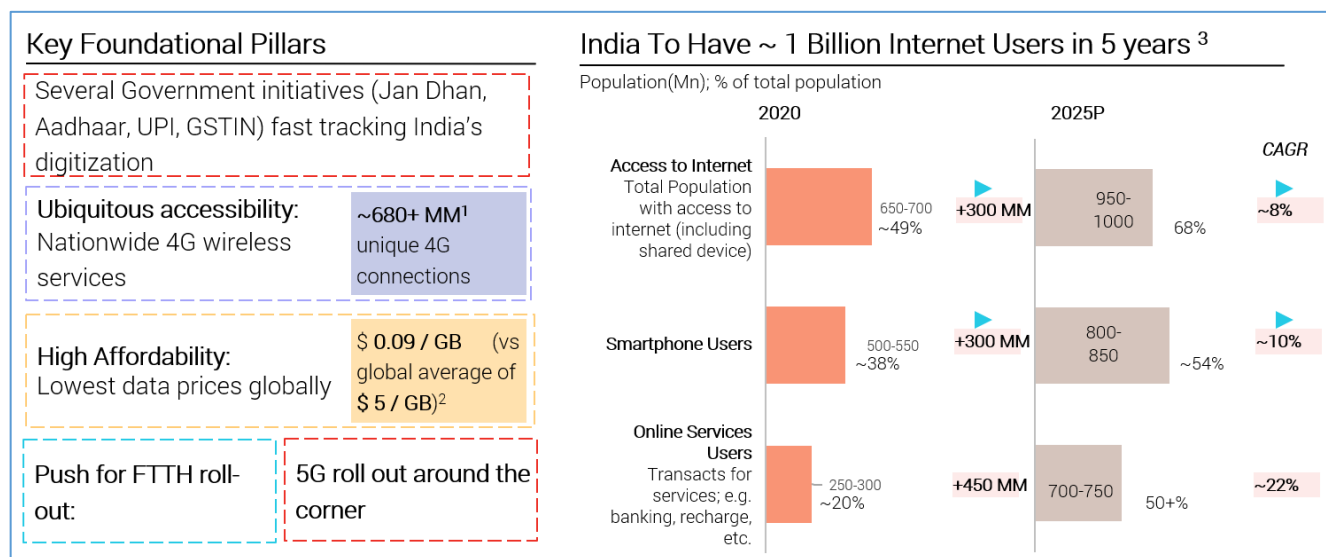 Key Foundational Pillars
Several Government initiatives (Jan Dhan,
Aadhaar, UPI, GSTIN) fast tracking India’s
digitization
Ubiquitous accessibility:
Nationwide 4G wireless
services
~680+ MM¹
unique 4G
connections
High Affordability:
Lowest data prices globally
$ 0.09 / GB (vs
global average of
$ 5 / GB)²
Push for FTTH roll-
out:
5G roll out around the
corner
India To Have ~ 1 Billion Internet Users in 5 years ³
Population(Mn); % of total population
2020
2025P
CAGR
Access to Internet
Total Population
with access to
internet (including
shared device)
650-700
~49%
+300 MM
950-
1000
68%
~8%
Smartphone Users
500-550
~38%
+300 MM
800-
850
~54%
~10%
Online Services
Users
Transacts for
services; e.g.
banking, recharge,
etc.
250-300
~20%
+450 MM
700-750
50+%
~22%